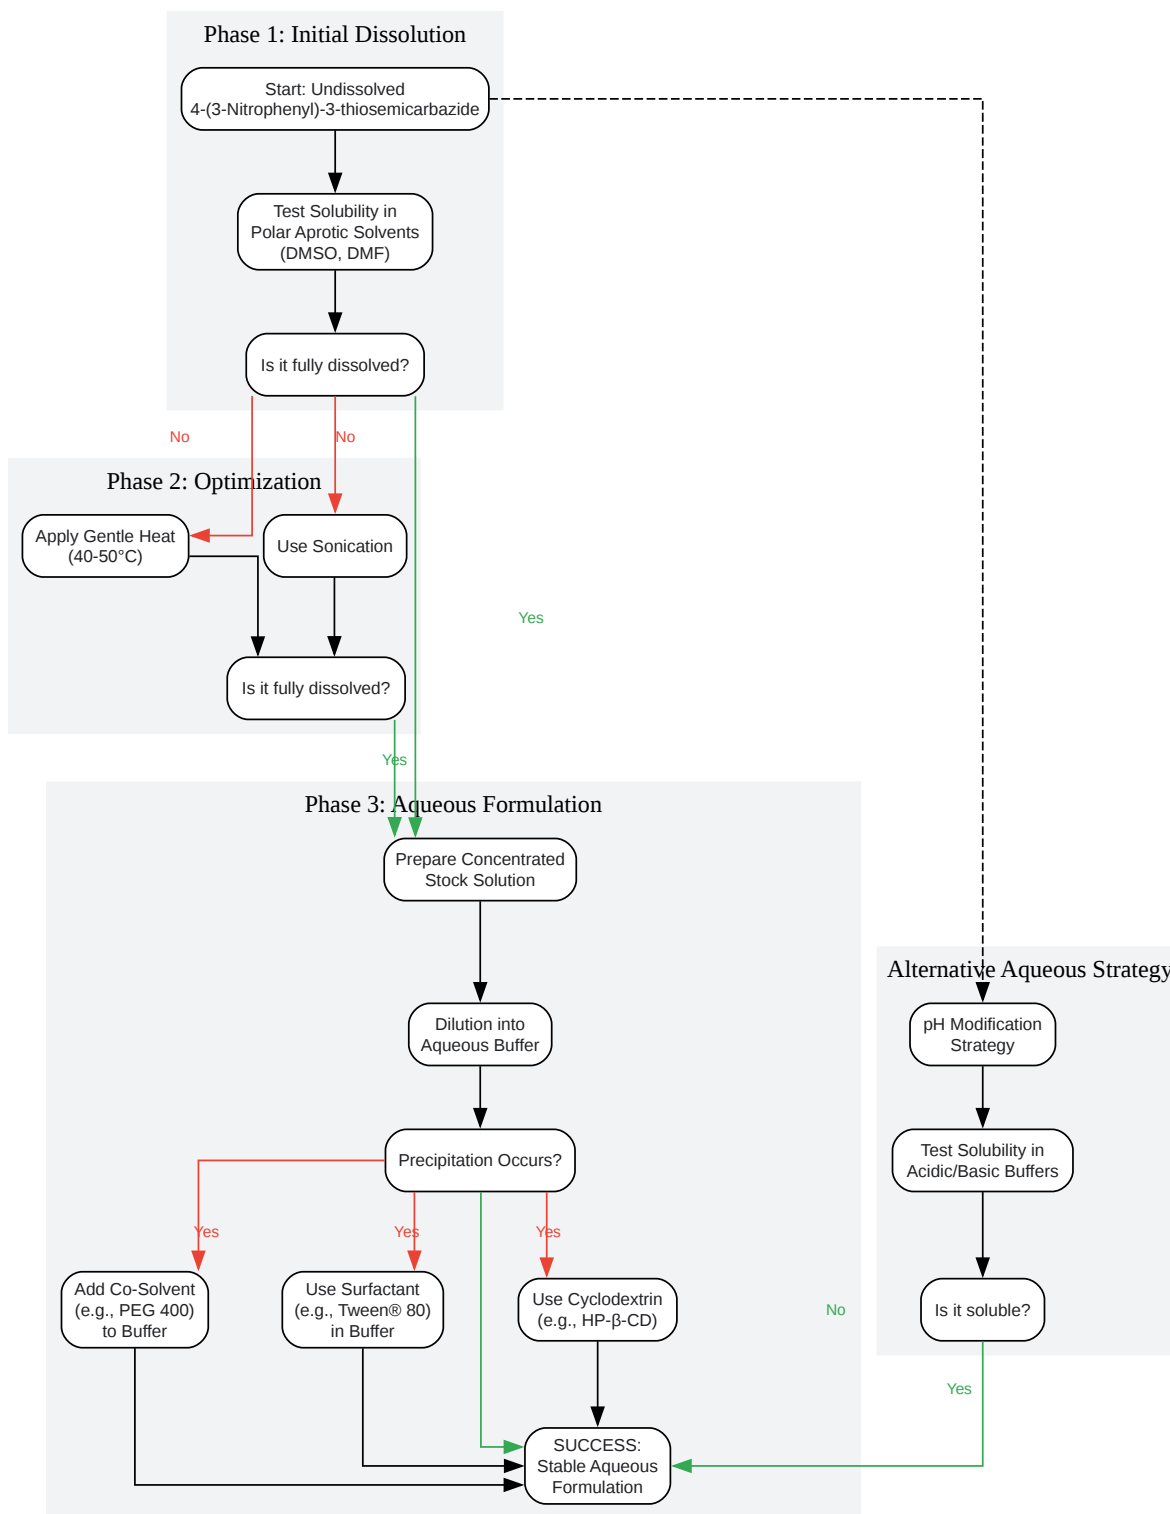 Phase 1: Initial Dissolution
Start: Undissolved
4-(3-Nitrophenyl)-3-thiosemicarbazide
Test Solubility in
Polar Aprotic Solvents
(DMSO, DMF)
Is it fully dissolved?
No
No
Phase 2: Optimization
Apply Gentle Heat
(40-50°C)
Use Sonication
Yes
Is it fully dissolved?
Yes
Phase 3: Aqueous Formulation
Prepare Concentrated
Stock Solution
Dilution into
Aqueous Buffer
Precipitation Occurs?
Yes
Yes
Yes
Add Co-Solvent
(e.g., PEG 400)
to Buffer
Use Surfactant
(e.g., Tween® 80)
in Buffer
Use Cyclodextrin
(e.g., HP-β-CD)
No
SUCCESS:
Stable Aqueous
Formulation
Alternative Aqueous Strategy
pH Modification
Strategy
Test Solubility in
Acidic/Basic Buffers
Is it soluble?
Yes